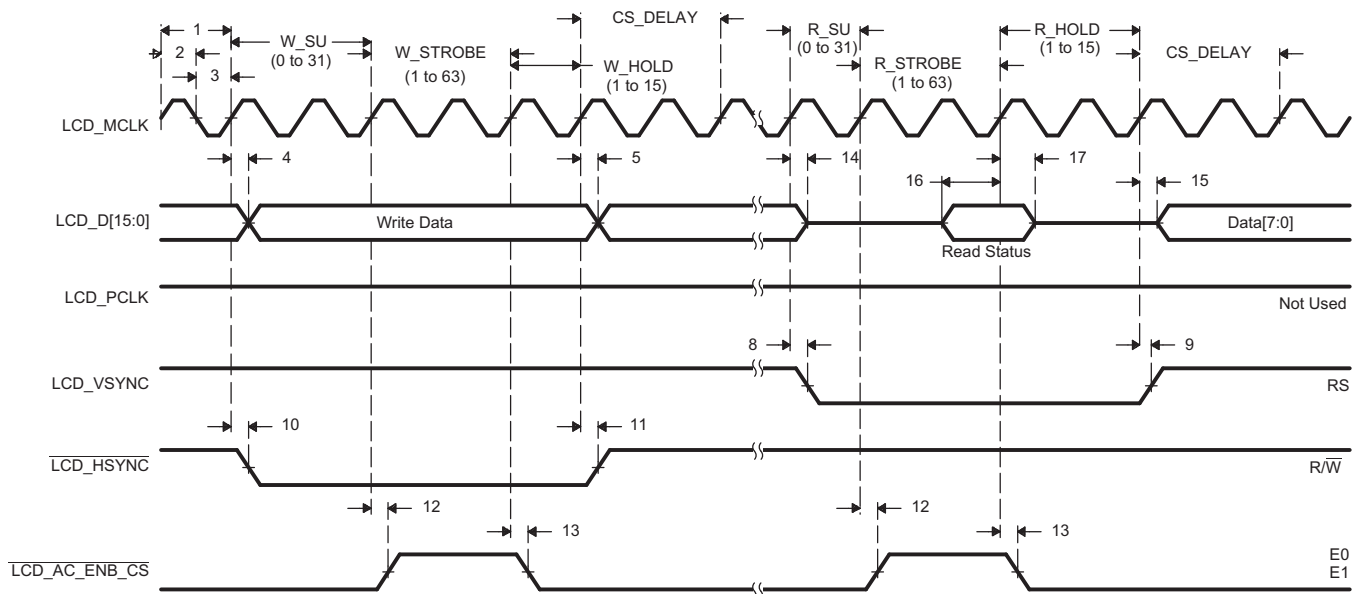 CS_DELAY
1
W_SU
(0 to 31)
R_SU
(0 to 31)
R_HOLD
(1 to 15)
2
W_STROBE
(1 to 63)
CS_DELAY
3
W_HOLD
(1 to 15)
R_STROBE
(1 to 63)
LCD_MCLK
4
5
14
17
16
15
LCD_D[15:0]
Write Data
Data[7:0]
Read Status
LCD_PCLK
Not Used
8
9
LCD_VSYNC
RS
10
11
LCD_HSYNC
R/W
12
12
13
13
LCD_AC_ENB_CS
E0
E1